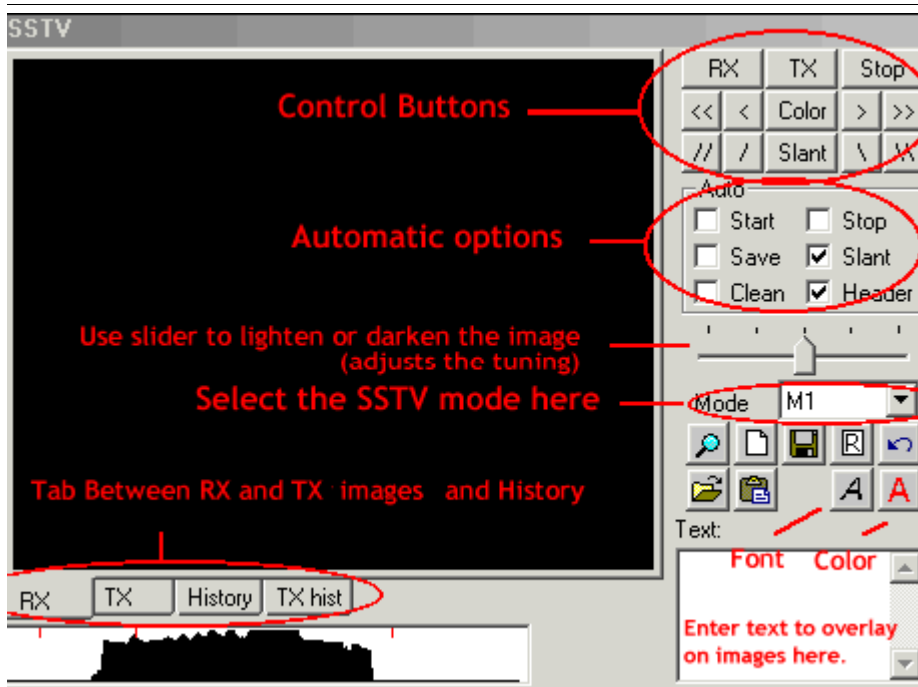 SSTV
RX TX Stop
Control Buttons
<< < Color > >>
// / Slant \ \\
Auto
Start Stop
Automatic options
Save Slant
Clean Header
Use slider to lighten or darken the image
(adjusts the tuning)
Select the SSTV mode here
Mode M1
R
Tab Between RX and TX images and History
A A
Text:
Font Color
RX TX History TX hist
Enter text to overlay
on images here.